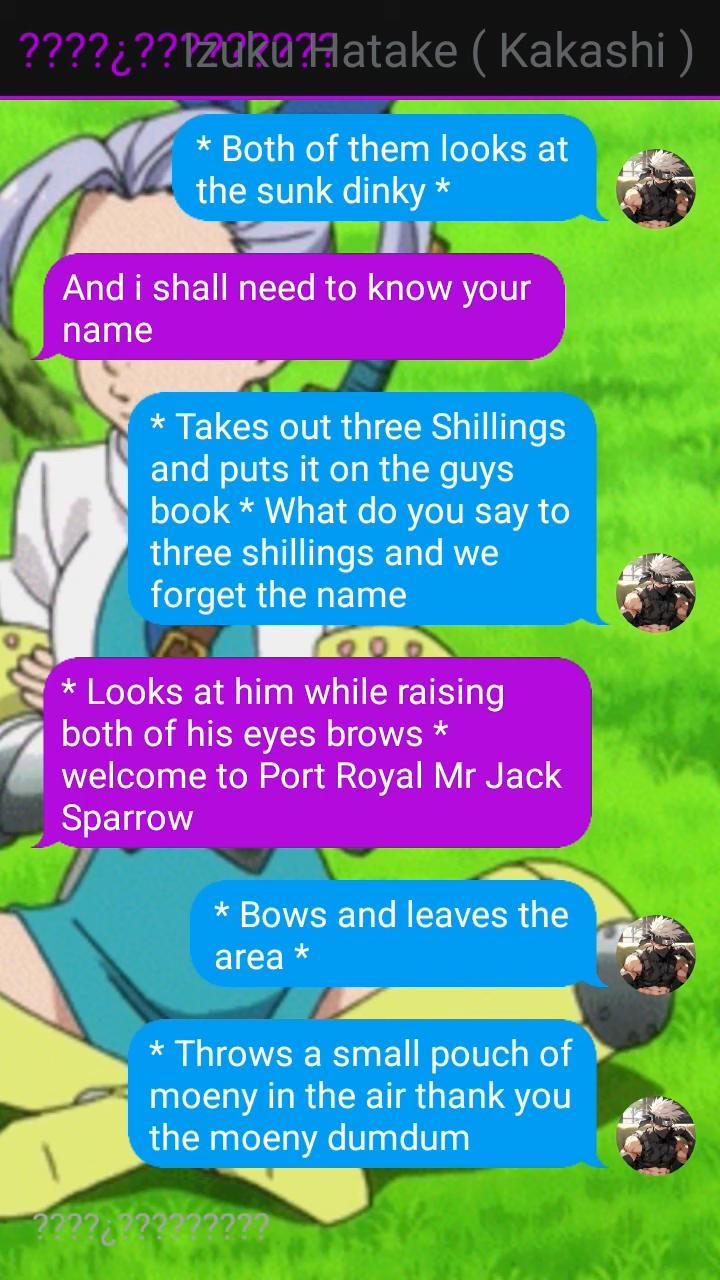 ????¿?????????
Izuku Hatake ( Kakashi )
* Both of them looks at
the sunk dinky *
And i shall need to know your
name
* Takes out three Shillings
and puts it on the guys
book * What do you say to
three shillings and we
forget the name
* Looks at him while raising
both of his eyes brows *
welcome to Port Royal Mr Jack
Sparrow
* Bows and leaves the
area *
* Throws a small pouch of
moeny in the air thank you
the moeny dumdum
????¿?????????